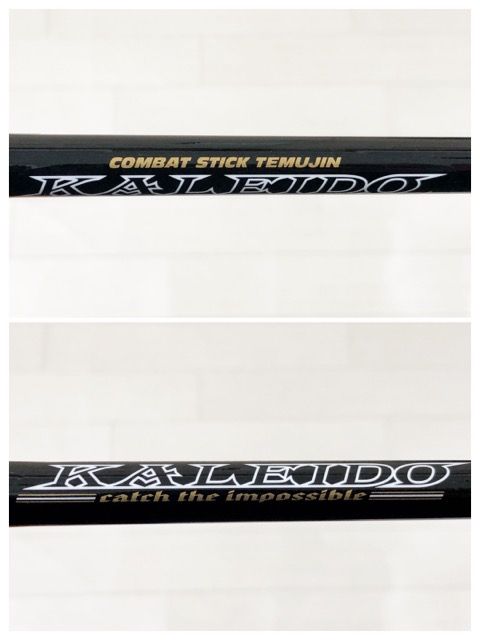 COMBAT STICK TEMUJIN
KALEIDO
KALEIDO
catch the impossible